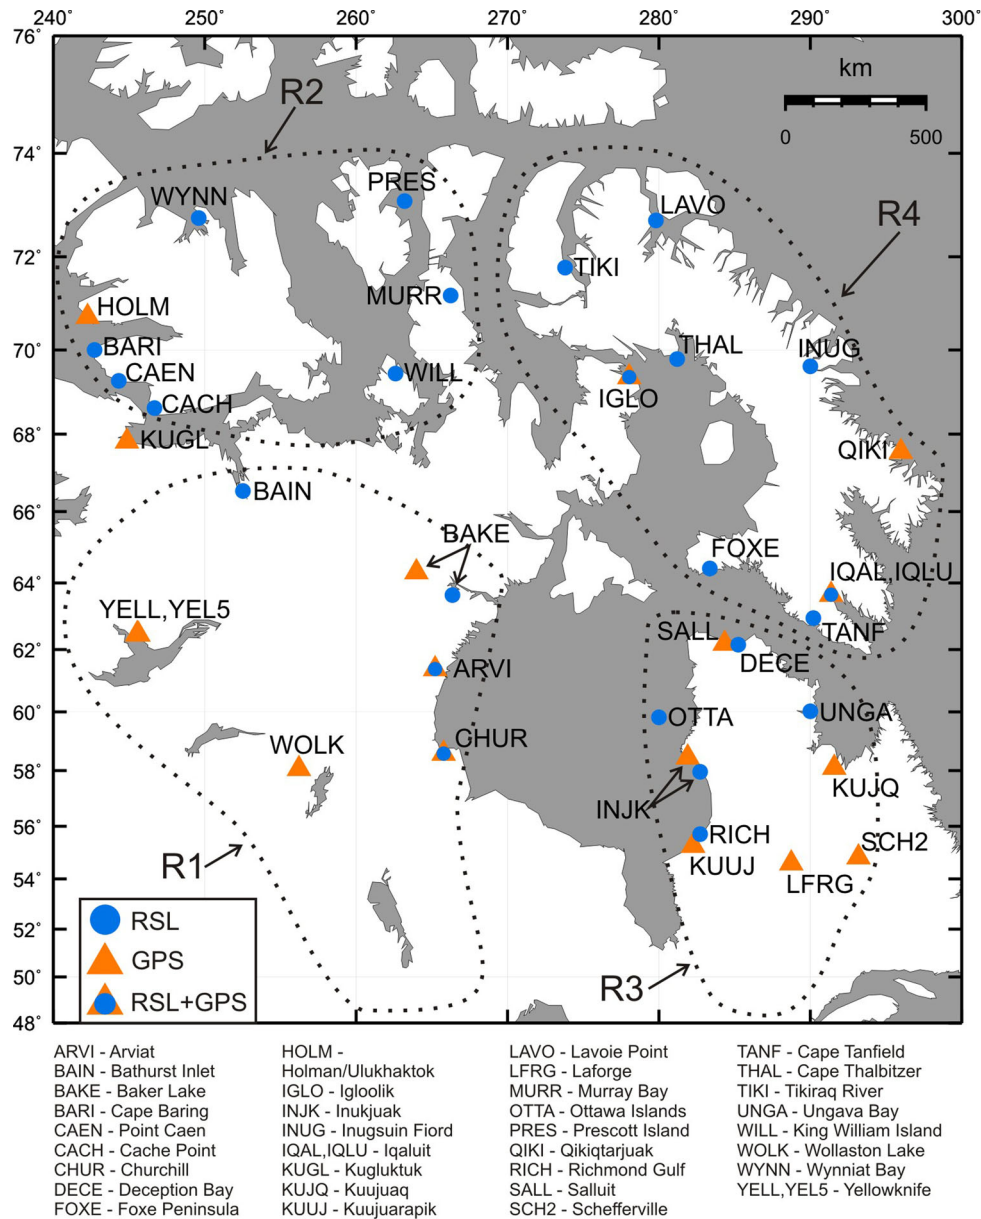 240° 250° 260° 270° 280° 290° 300°
76°
km
0 500
R2
74°
PRES
WYNN
LAVO
R4
72°
TIKI
MURR
HOLM
70°
BARI
THAL
INUG
CAEN
WILL
IGLO
CACH
68°
KUGL
QIKI
BAIN
66°
BAKE
FOXE
IQAL,IQLU
64°
YELL,YEL5
SALL
TANF
62°
ARVI
DECE
60°
OTTA
UNGA
CHUR
WOLK
58°
KUJQ
INJK
56°
RICH
SCH2
R1
KUUJ
LFRG
54°
RSL
52°
GPS
R3
50°
RSL+GPS
48°
ARVI - Arviat
BAIN - Bathurst Inlet
BAKE - Baker Lake
BARI - Cape Baring
CAEN - Point Caen
CACH - Cache Point
CHUR - Churchill
DECE - Deception Bay
FOXE - Foxe Peninsula
HOLM -
Holman/Ulukhaktok
IGLO - Igloolik
INJK - Inukjuak
INUG - Inugsuin Fiord
IQAL,IQLU - Iqaluit
KUGL - Kugluktuk
KUJQ - Kuujuaq
KUUJ - Kuujuarapik
LAVO - Lavoie Point
LFRG - Laforge
MURR - Murray Bay
OTTA - Ottawa Islands
PRES - Prescott Island
QIKI - Qikiqtarjuak
RICH - Richmond Gulf
SALL - Salluit
SCH2 - Schefferville
TANF - Cape Tanfield
THAL - Cape Thalbitzer
TIKI - Tikiraq River
UNGA - Ungava Bay
WILL - King William Island
WOLK - Wollaston Lake
WYNN - Wynniat Bay
YELL,YEL5 - Yellowknife